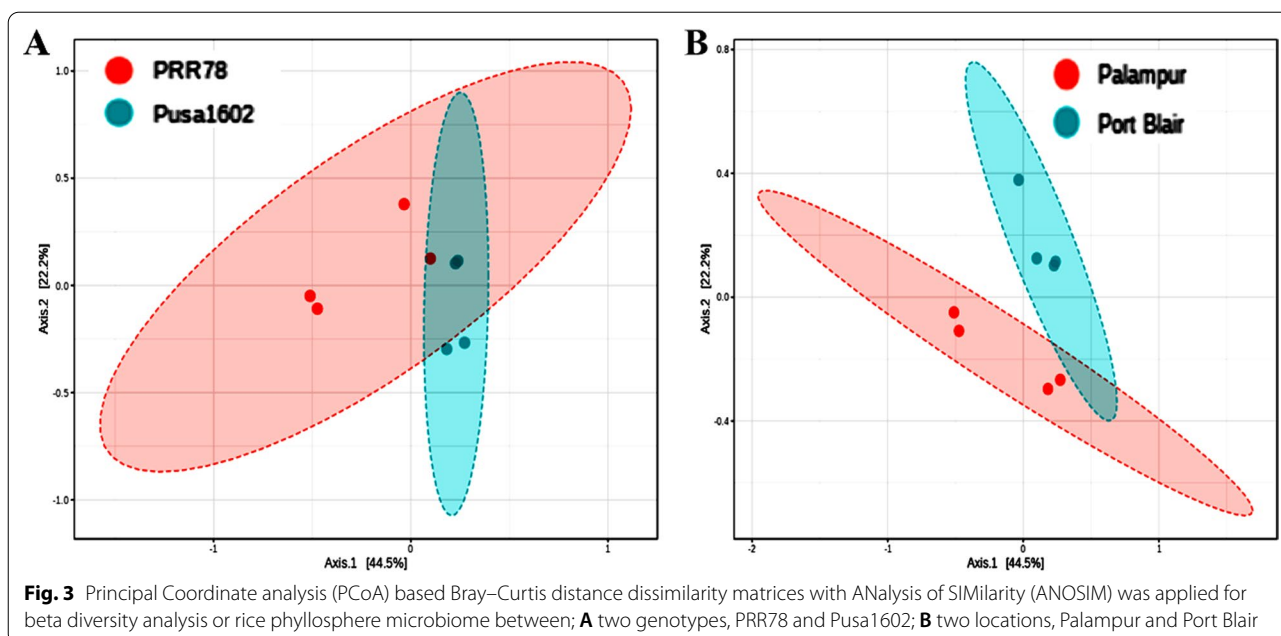 A
PRR78
Pusa1602
1.0
0.5
0.0
-0.5
-1.0
Axis.2 [22.2%]
-1
0
1
Axis.1 [44.5%]
B
Palampur
Port Blair
0.8
0.4
0.0
-0.4
Axis.2 [22.2%]
-2
-1
0
1
Axis.1 [44.5%]
Fig. 3 Principal Coordinate analysis (PCoA) based Bray–Curtis distance dissimilarity matrices with ANalysis of SIMilarity (ANOSIM) was applied for
beta diversity analysis or rice phyllosphere microbiome between; A two genotypes, PRR78 and Pusa1602; B two locations, Palampur and Port Blair